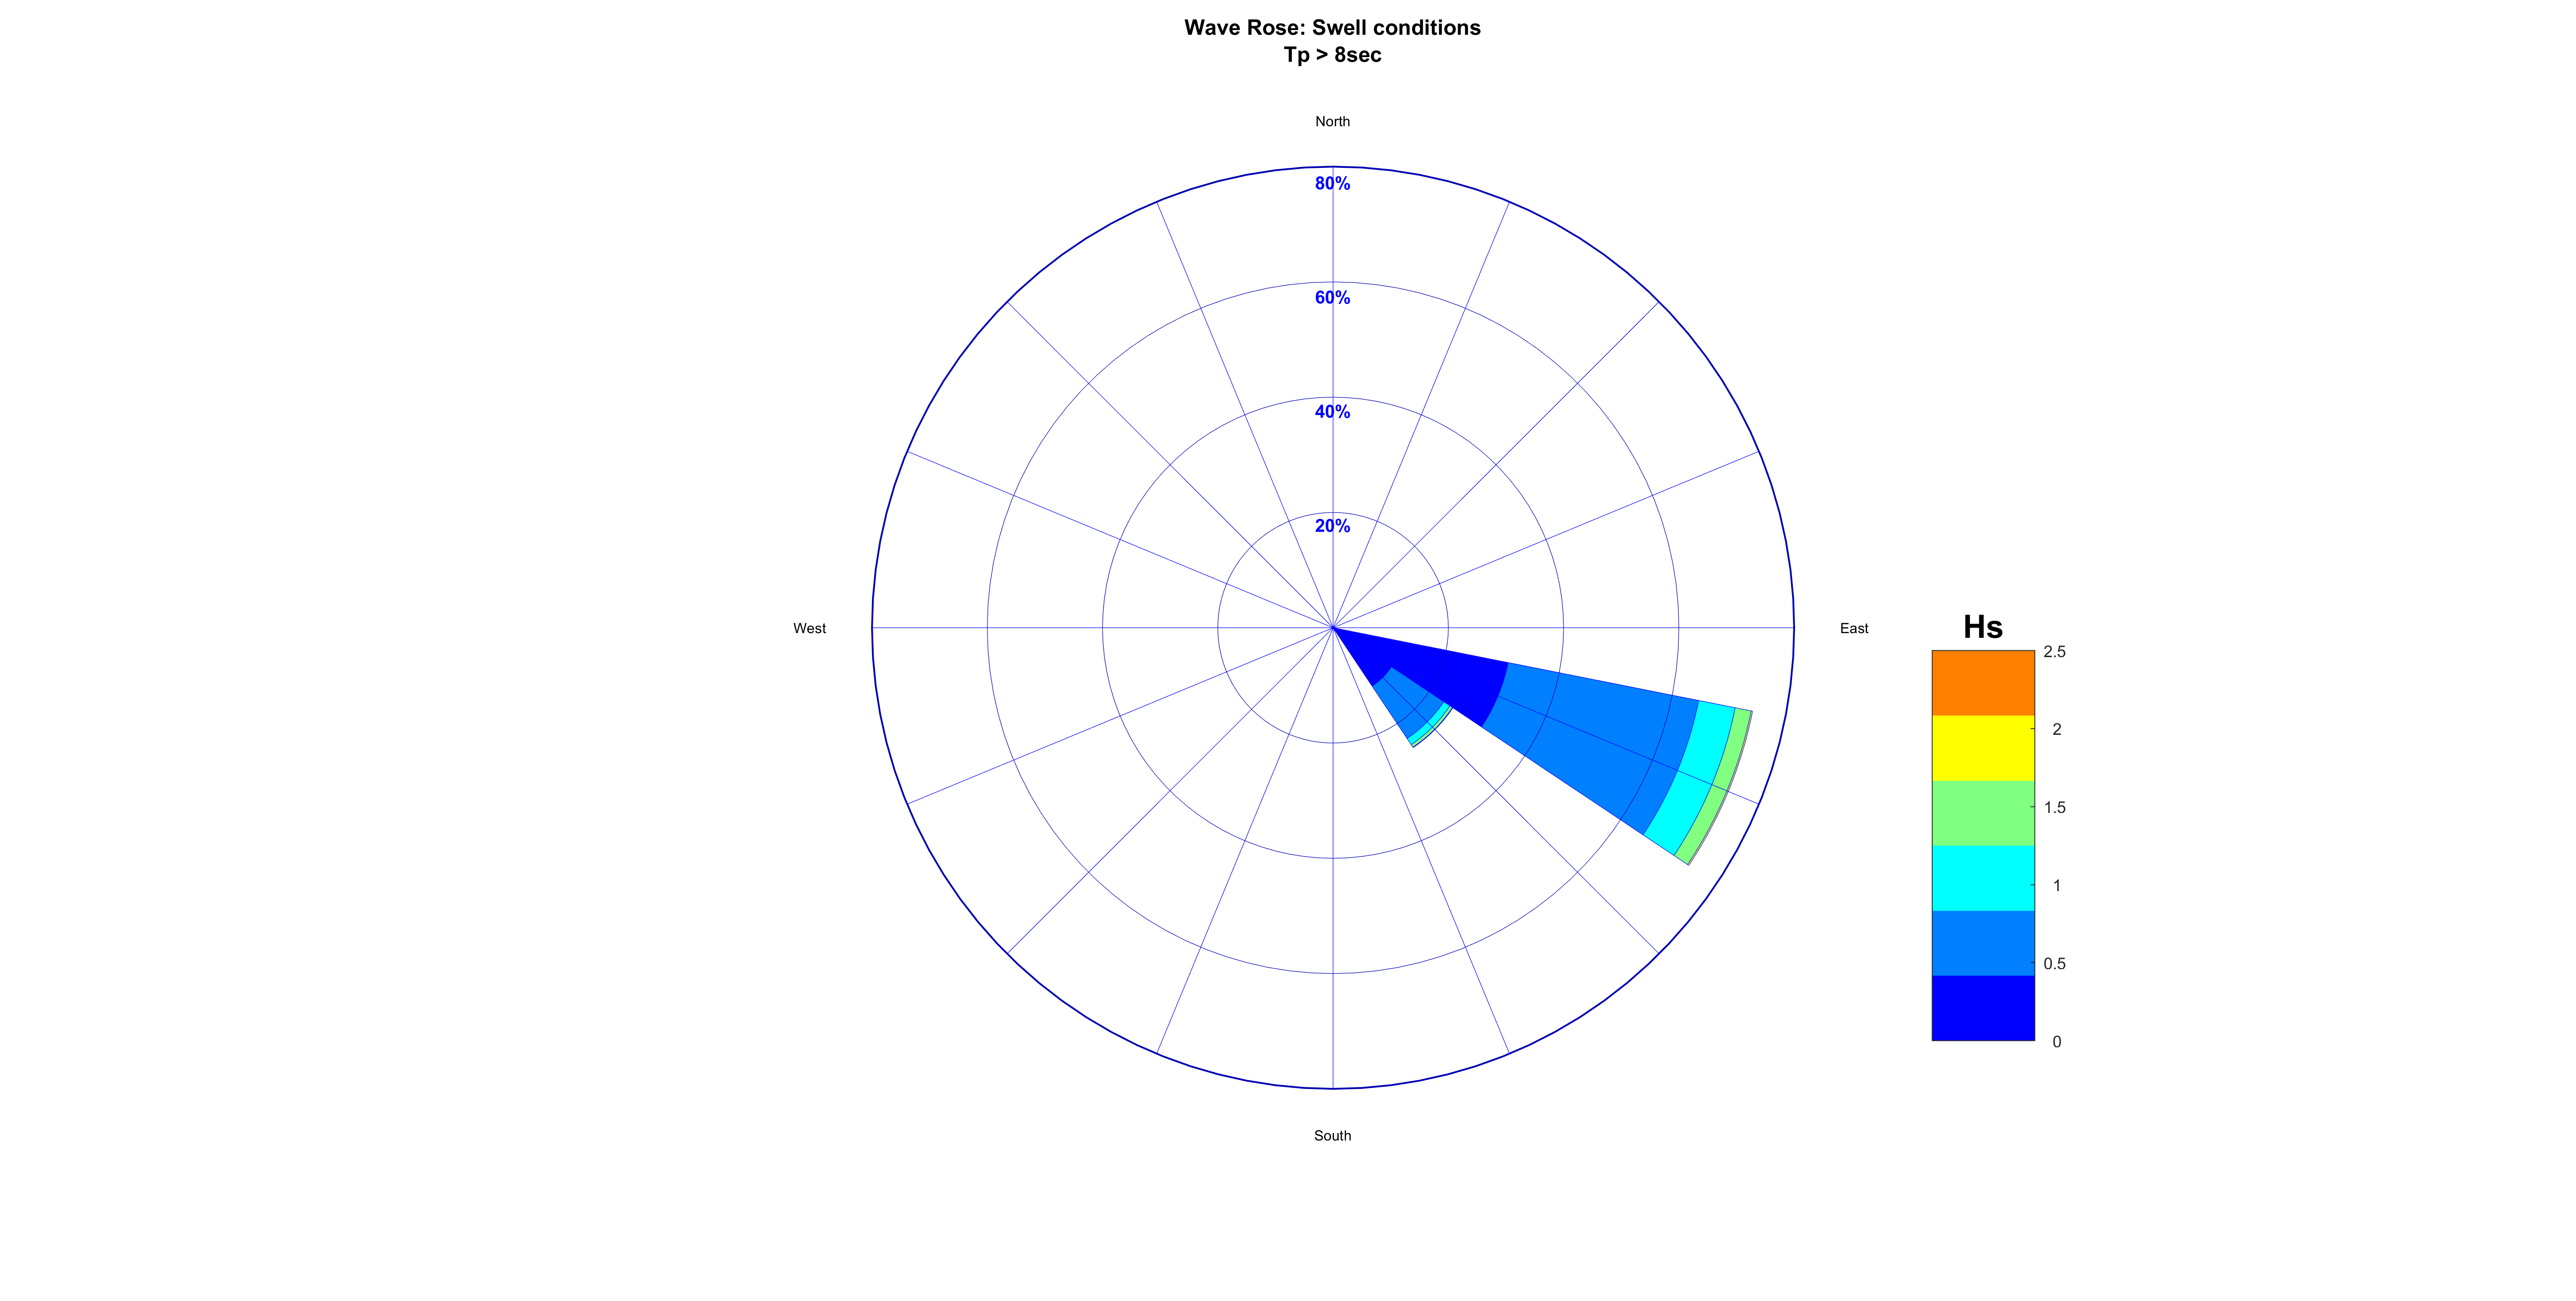 Wave Rose: Swell conditions
Tp > 8sec
North
80%
60%
40%
20%
West
East
South
Hs
2.5
2
1.5
1
0.5
0